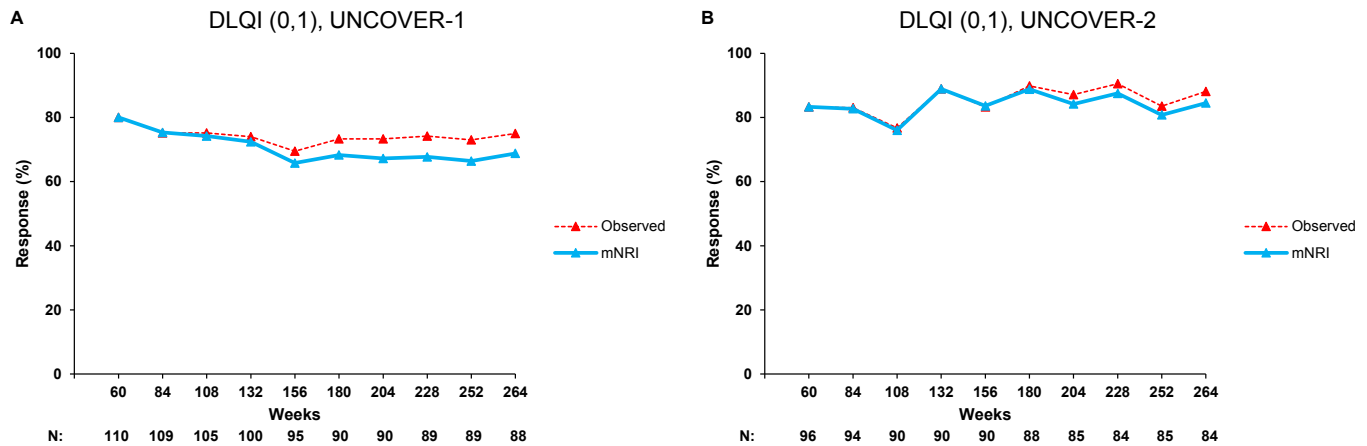 A
DLQI (0,1), UNCOVER-1
100
80
60
40
20
0
Response (%)
60 84 108 132 156 180 204 228 252 264
Weeks
N: 110 109 105 100 95 90 90 89 89 88
Observed
mNRI
B
DLQI (0,1), UNCOVER-2
100
80
60
40
20
0
Response (%)
60 84 108 132 156 180 204 228 252 264
Weeks
N: 96 94 90 90 90 88 85 84 85 84
Observed
mNRI